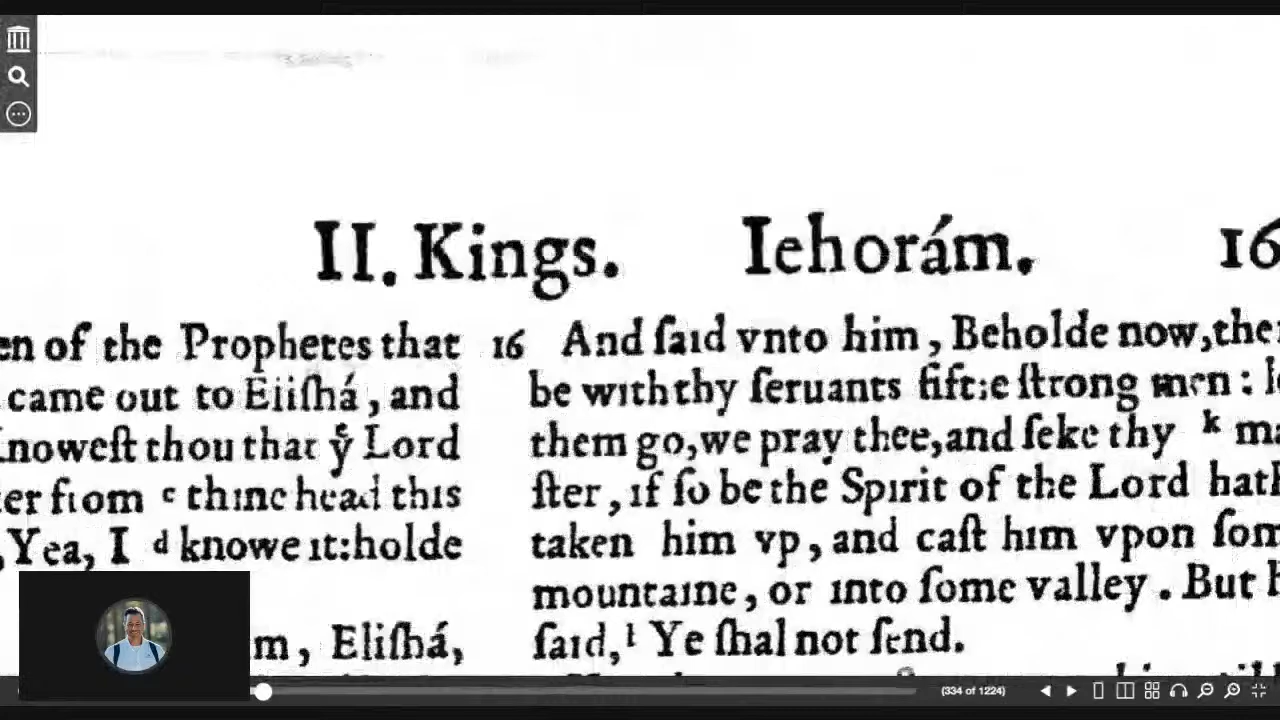 II. Kings. Iehorám. 16
en of the Prophetes that
came out to Eliſhá, and
Knoweſt thou that ẙ Lord
er from c thine head this
,Yea, I d knowe it:holde
m, Eliſhá,
16 And ſaid vnto him, Beholde now,the
be with thy ſeruants fiftie ſtrong men: l
them go,we pray thee,and ſeke thy k ma
ſter, if ſo be the Spirit of the Lord hath
taken him vp, and caſt him vpon ſom
mountaine, or into ſome valley. But h
ſaid, l Ye ſhal not ſend.
(334 of 1224)